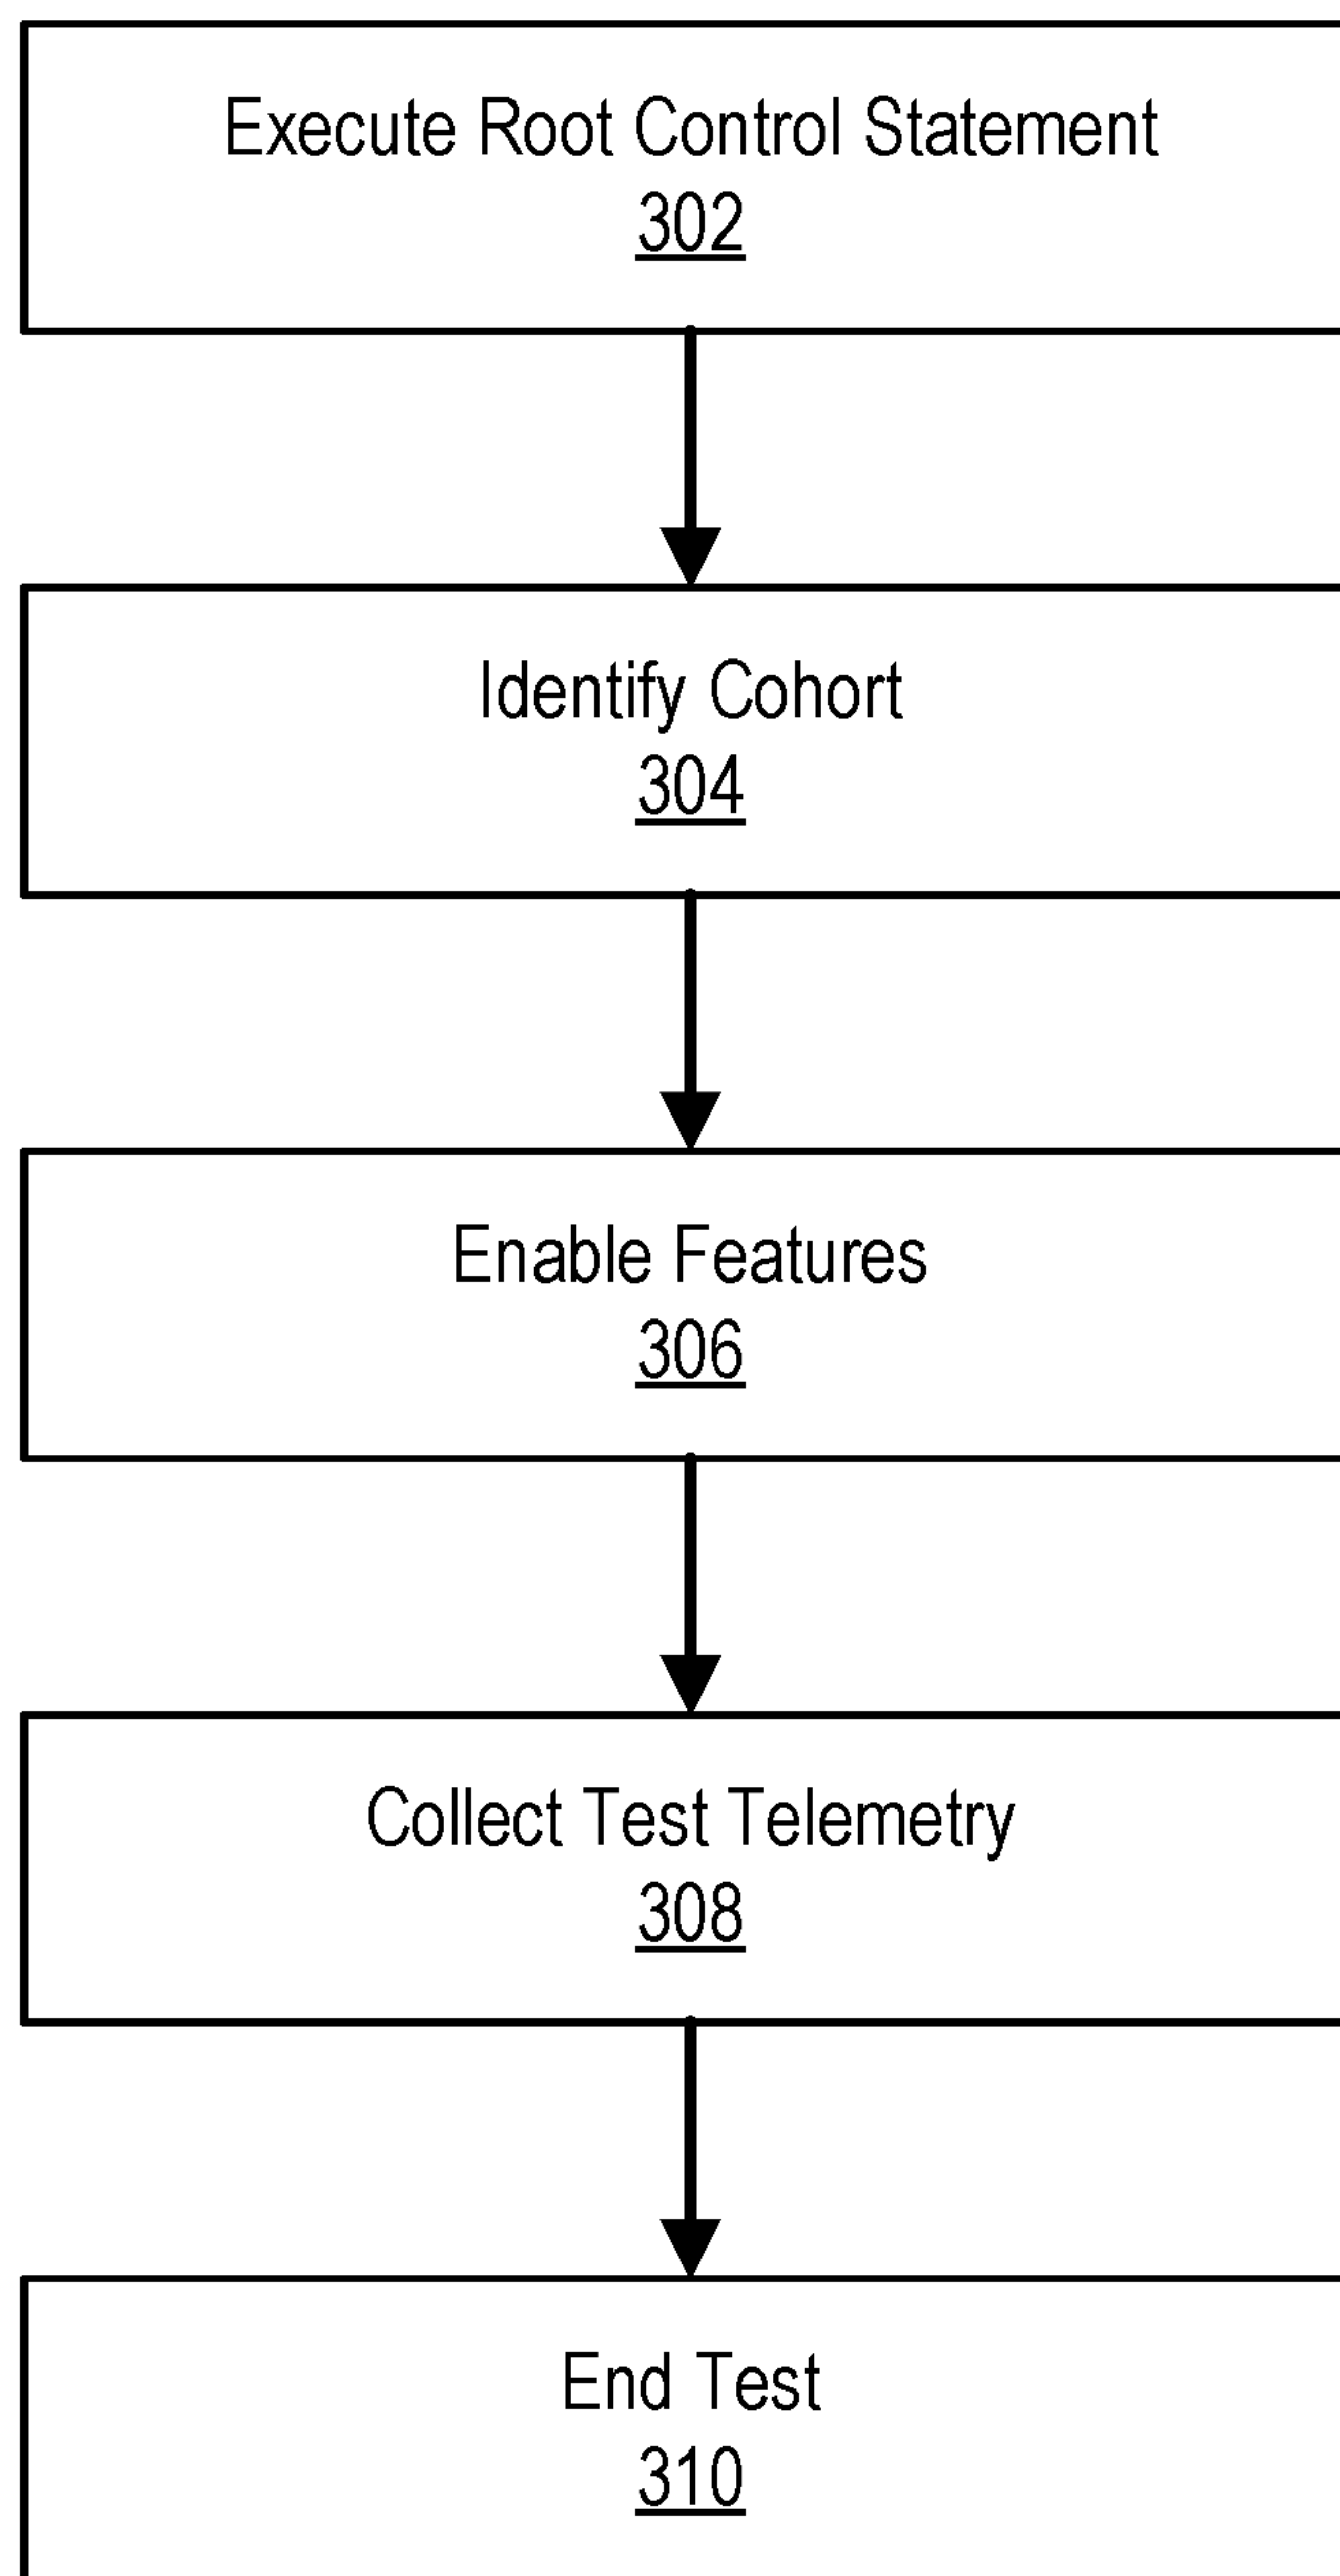 Execute Root Control Statement
302
Identify Cohort
304
Enable Features
306
Collect Test Telemetry
308
End Test
310